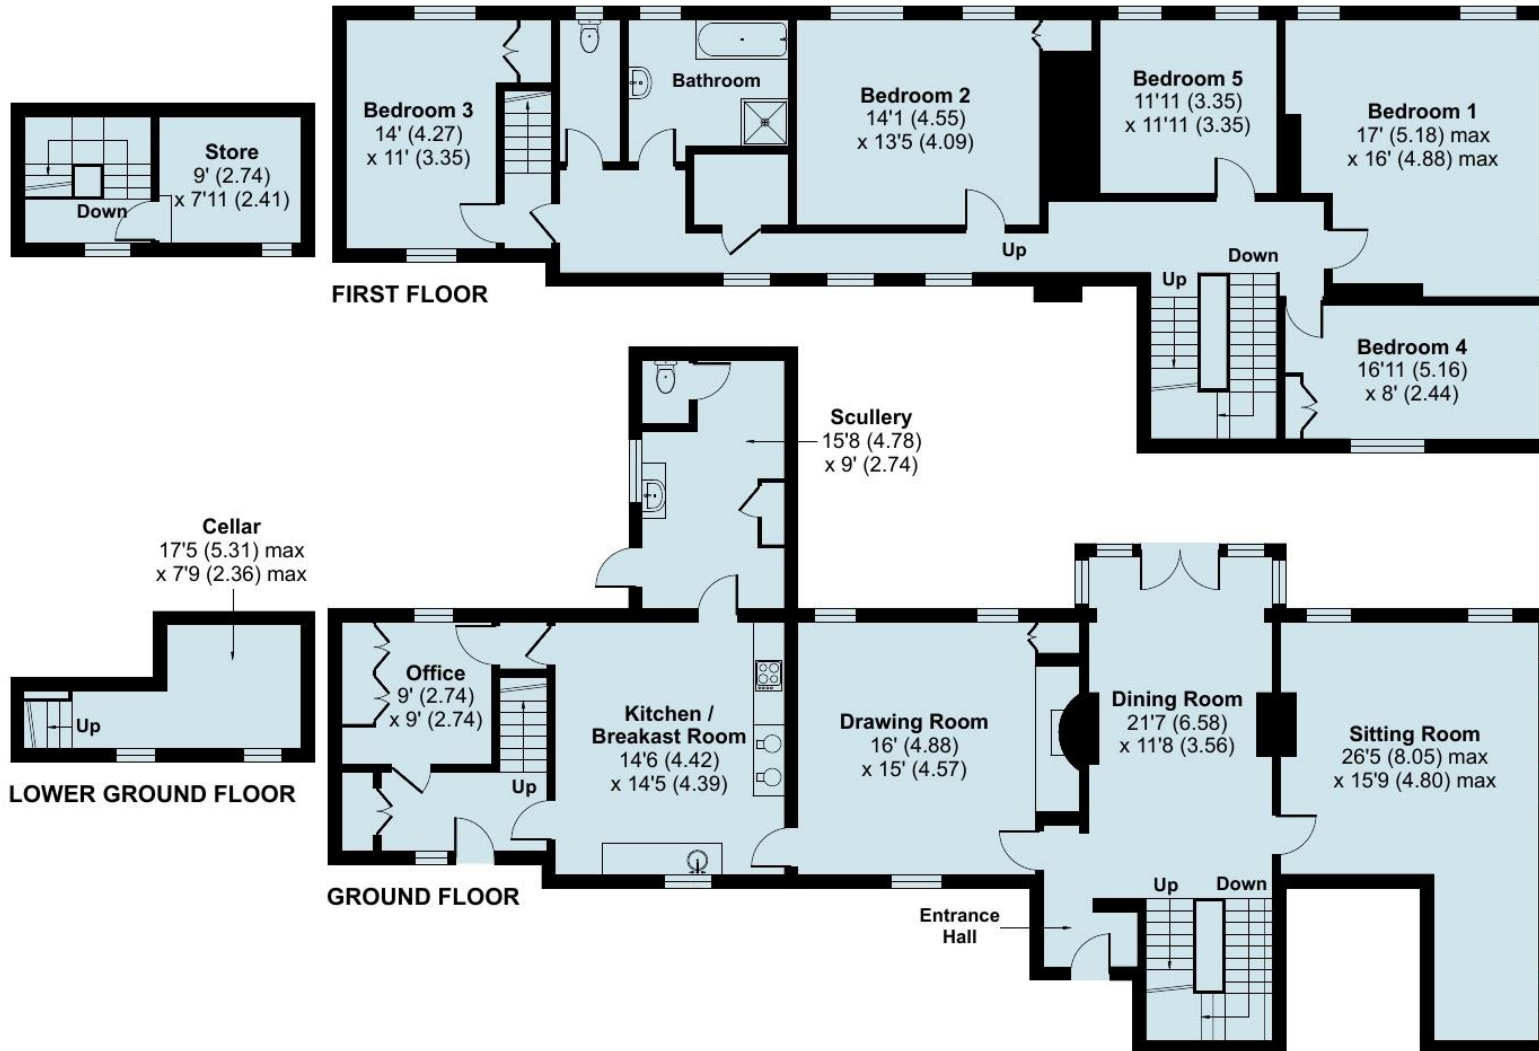 Bedroom 3
14' (4.27)
x 11' (3.35)
Bathroom
Bedroom 2
14'1 (4.55)
x 13'5 (4.09)
Bedroom 5
11'11 (3.35)
x 11'11 (3.35)
Bedroom 1
17' (5.18) max
x 16' (4.88) max
Store
9' (2.74)
x 7'11 (2.41)
Down
Up
Down
Up
FIRST FLOOR
Bedroom 4
16'11 (5.16)
x 8' (2.44)
Scullery
15'8 (4.78)
x 9' (2.74)
Cellar
17'5 (5.31) max
x 7'9 (2.36) max
Up
LOWER GROUND FLOOR
Office
9' (2.74)
x 9' (2.74)
Up
Kitchen /
Breakast Room
14'6 (4.42)
x 14'5 (4.39)
Drawing Room
16' (4.88)
x 15' (4.57)
Dining Room
21'7 (6.58)
x 11'8 (3.56)
Sitting Room
26'5 (8.05) max
x 15'9 (4.80) max
GROUND FLOOR
Entrance
Hall
Up
Down